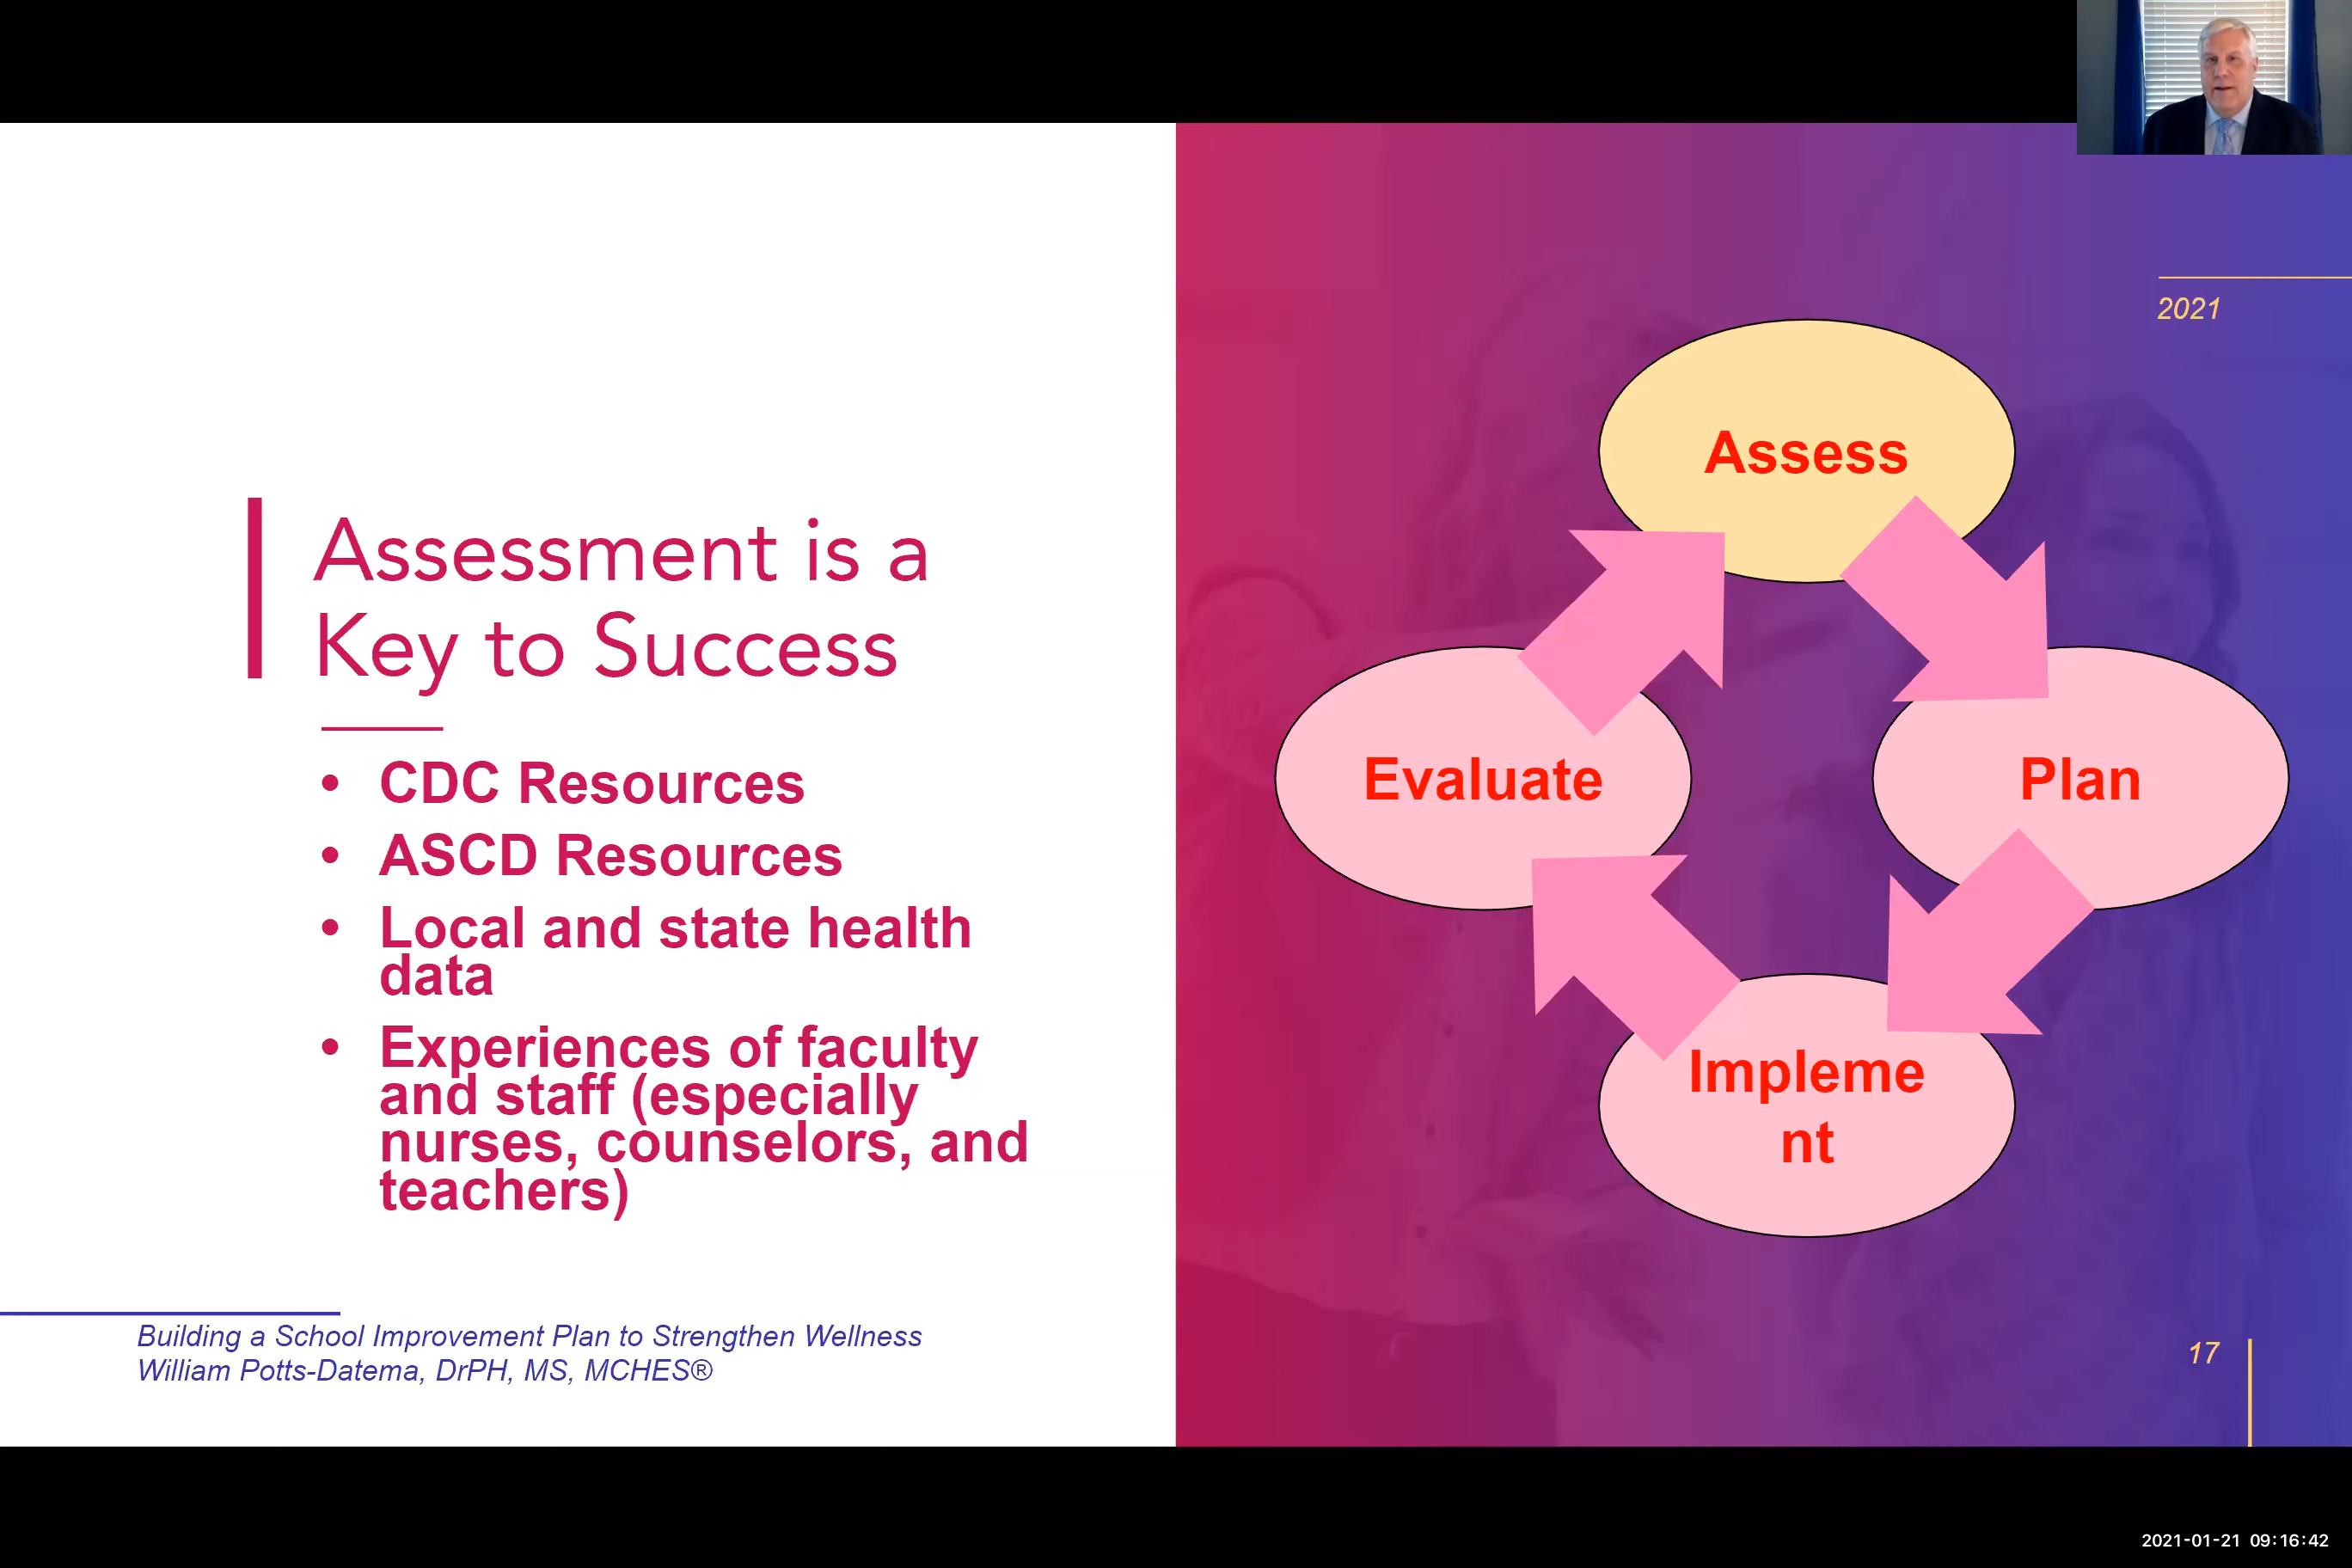 Assessment is a
Key to Success
• CDC Resources
• ASCD Resources
• Local and state health
data
• Experiences of faculty
and staff (especially
nurses, counselors, and
teachers)
Building a School Improvement Plan to Strengthen Wellness
William Potts-Datema, DrPH, MS, MCHES®
2021
Assess
Evaluate
Plan
Impleme
nt
17
2021-01-21 09:16:42